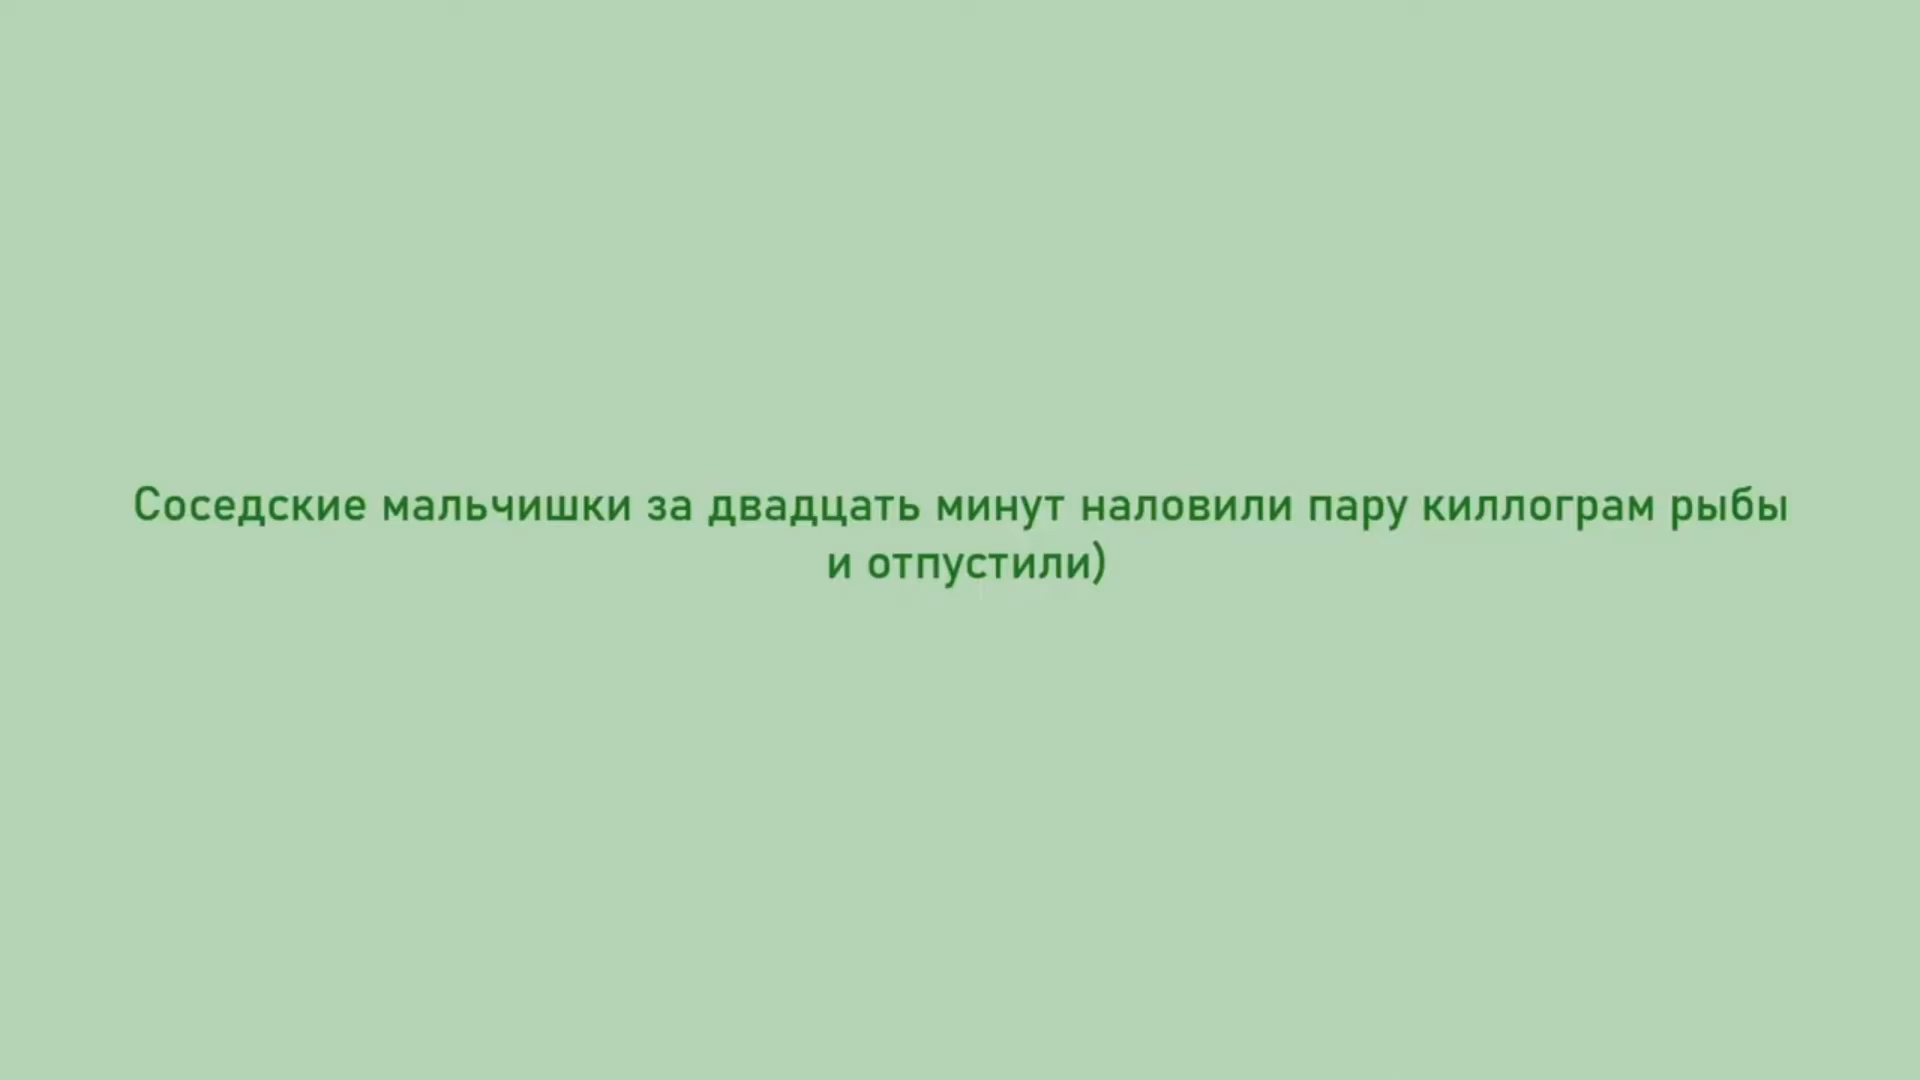 Соседские мальчишки за двадцать минут наловили пару киллограм рыбы
и отпустили)